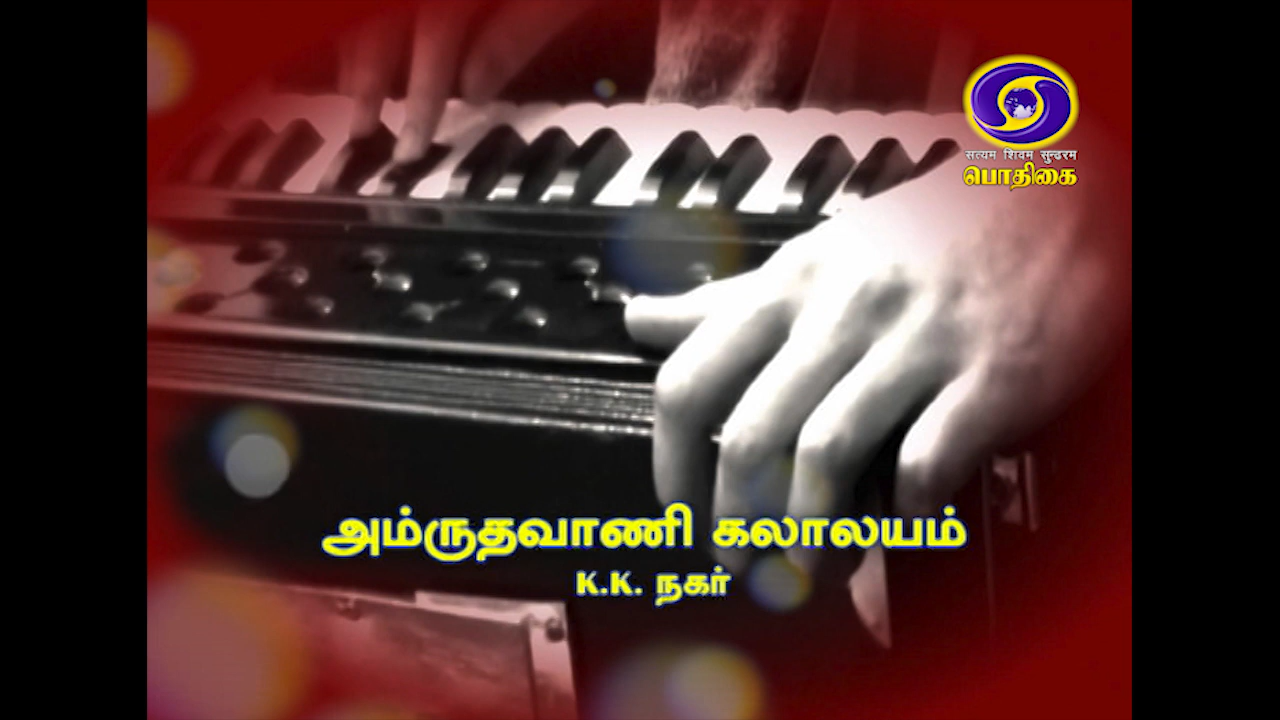 सत्यम शिवम सुन्दरम
பொதிகை
அம்ருதவாணி கலாலயம்
K.K. நகர்